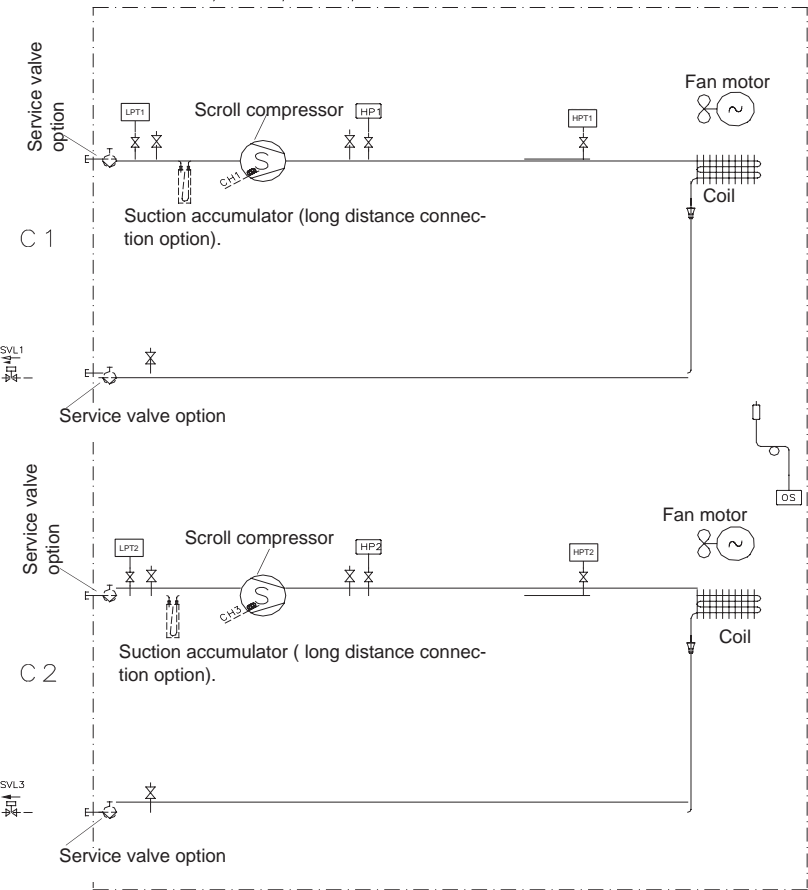 Service valve
option
LPT1
Scroll compressor
HP1
HPT1
Fan motor
S
CH1
Coil
Suction accumulator (long distance connec-
tion option).
C1
SVL1
Service valve option
OS
Service valve
option
LPT2
Scroll compressor
HP2
HPT2
Fan motor
S
CH3
Coil
Suction accumulator ( long distance connec-
tion option).
C2
SVL3
Service valve option